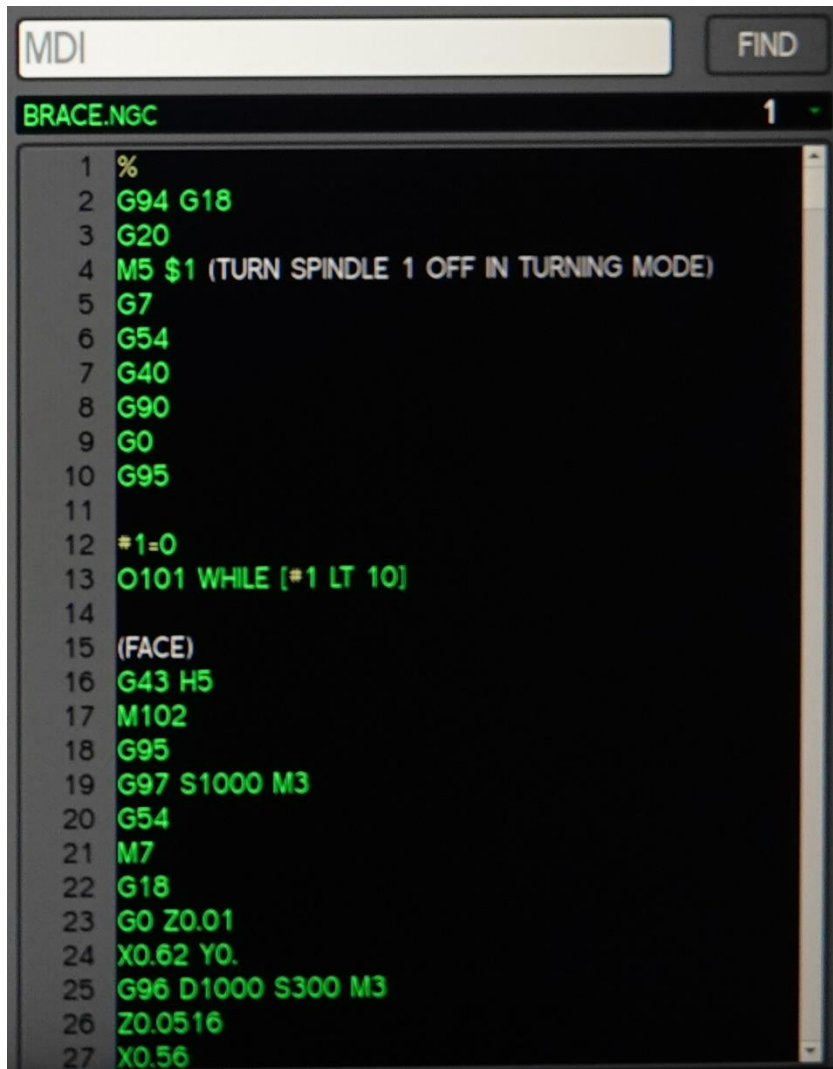 MDI FIND
BRACE.NGC 1
1 %
2 G94 G18
3 G20
4 M5 $1 (TURN SPINDLE 1 OFF IN TURNING MODE)
5 G7
6 G54
7 G40
8 G90
9 G0
10 G95
11
12 #1=0
13 O101 WHILE [#1 LT 10]
14
15 (FACE)
16 G43 H5
17 M102
18 G95
19 G97 S1000 M3
20 G54
21 M7
22 G18
23 G0 Z0.01
24 X0.62 Y0.
25 G96 D1000 S300 M3
26 Z0.0516
27 X0.56